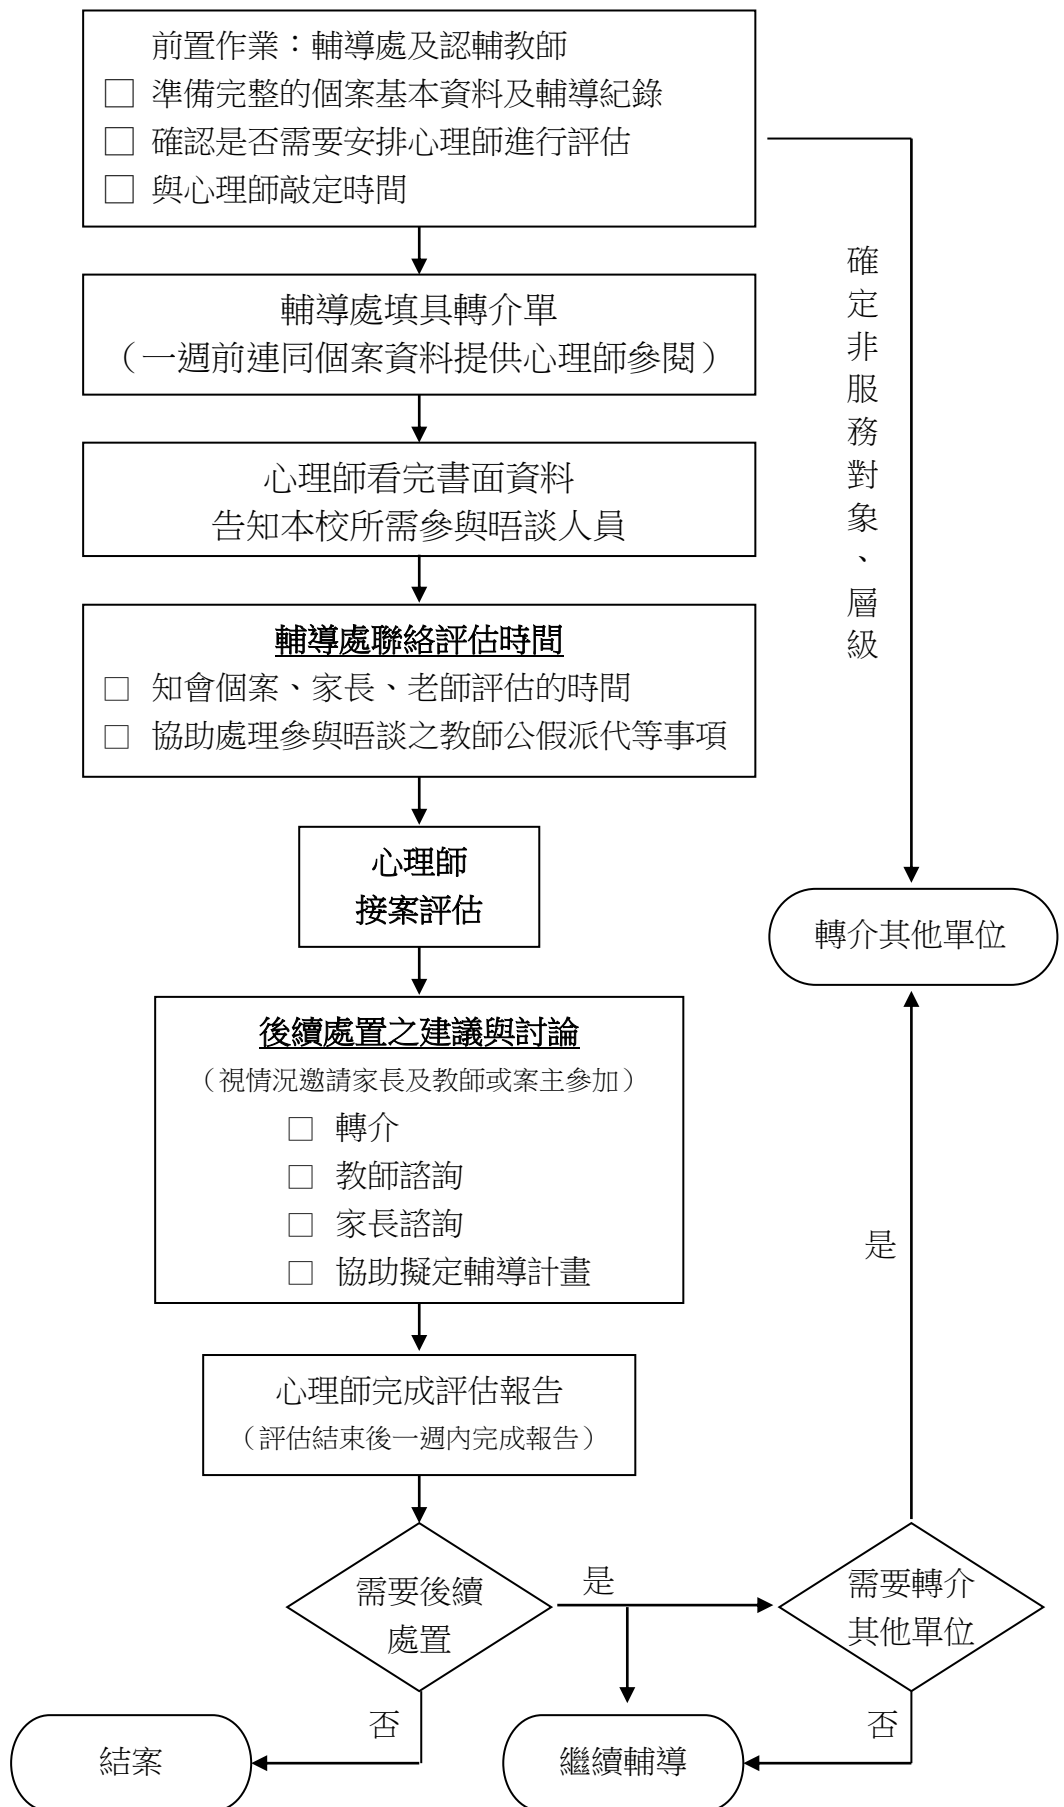 前置作業：輔導處及認輔教師
□ 準備完整的個案基本資料及輔導紀錄
□ 確認是否需要安排心理師進行評估
□ 與心理師敲定時間
輔導處填具轉介單
（一週前連同個案資料提供心理師參閱）
心理師看完書面資料
告知本校所需參與晤談人員
輔導處聯絡評估時間
□ 知會個案、家長、老師評估的時間
□ 協助處理參與晤談之教師公假派代等事項
確定非服務對象、層級
心理師
接案評估
轉介其他單位
後續處置之建議與討論
（視情況邀請家長及教師或案主參加）
□ 轉介
□ 教師諮詢
□ 家長諮詢
□ 協助擬定輔導計畫
是
心理師完成評估報告
（評估結束後一週內完成報告）
需要後續
處置
是
需要轉介
其他單位
否
否
結案
繼續輔導